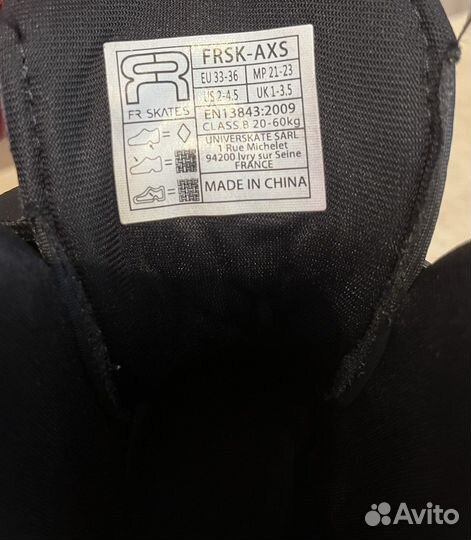 FRSK-AXS
EU 33-36 MP 21-23
US 2-4.5 UK 1-3.5
FR SKATES
EN13843:2009
CLASS B 20-60kg
UNIVERSKATE SARL
1 Rue Michelet
94200 Ivry sur Seine
FRANCE
MADE IN CHINA
Avito